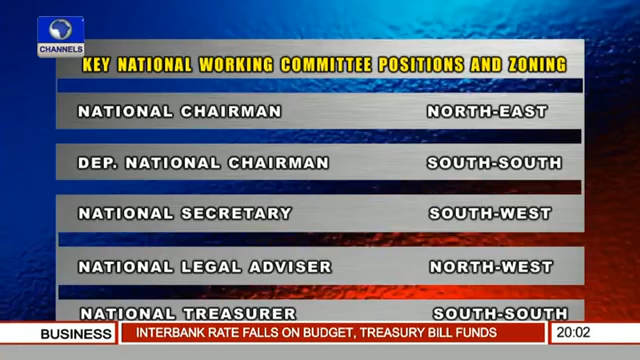 CHANNELS
KEY NATIONAL WORKING COMMITTEE POSITIONS AND ZONING
NATIONAL CHAIRMAN NORTH-EAST
DEP. NATIONAL CHAIRMAN SOUTH-SOUTH
NATIONAL SECRETARY SOUTH-WEST
NATIONAL LEGAL ADVISER NORTH-WEST
NATIONAL TREASURER SOUTH-SOUTH
BUSINESS INTERBANK RATE FALLS ON BUDGET, TREASURY BILL FUNDS 20:02